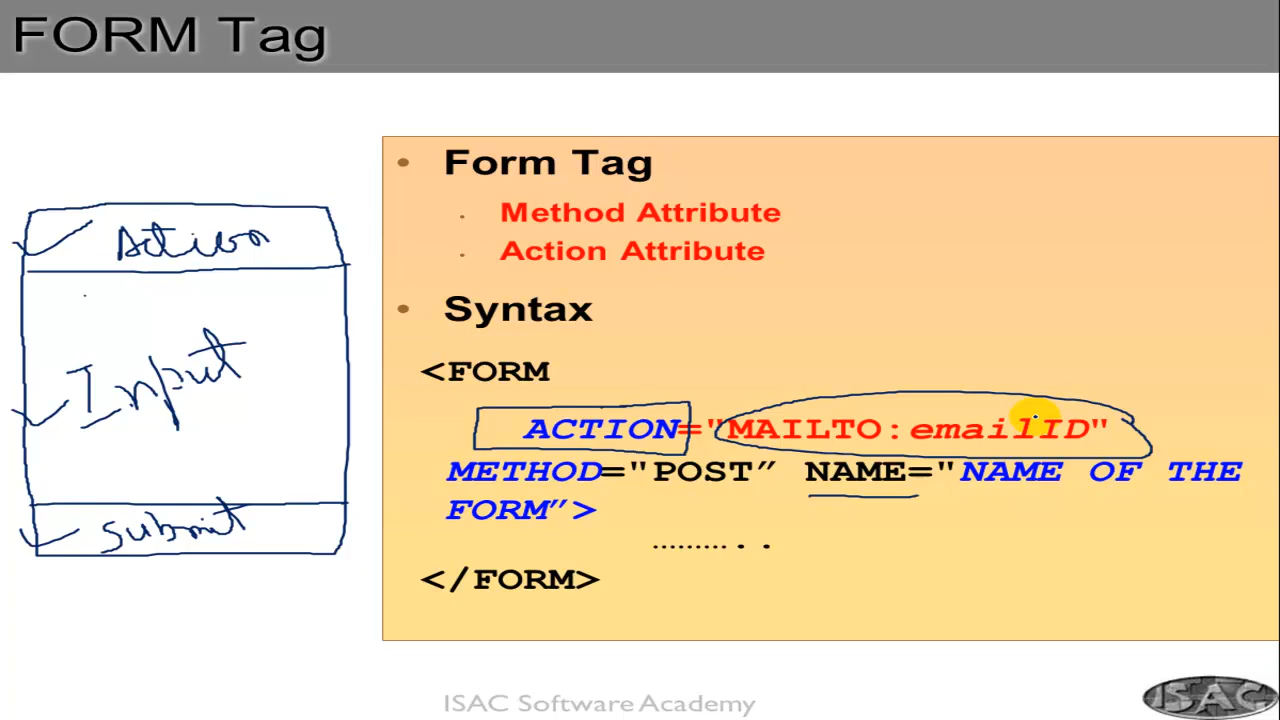 FORM Tag
Action
Input
Submit
• Form Tag
• Method Attribute
• Action Attribute
• Syntax
<FORM
ACTION="MAILTO:emailID"
METHOD="POST” NAME="NAME OF THE
FORM”>
...........
</FORM>
ISAC Software Academy
ISAC